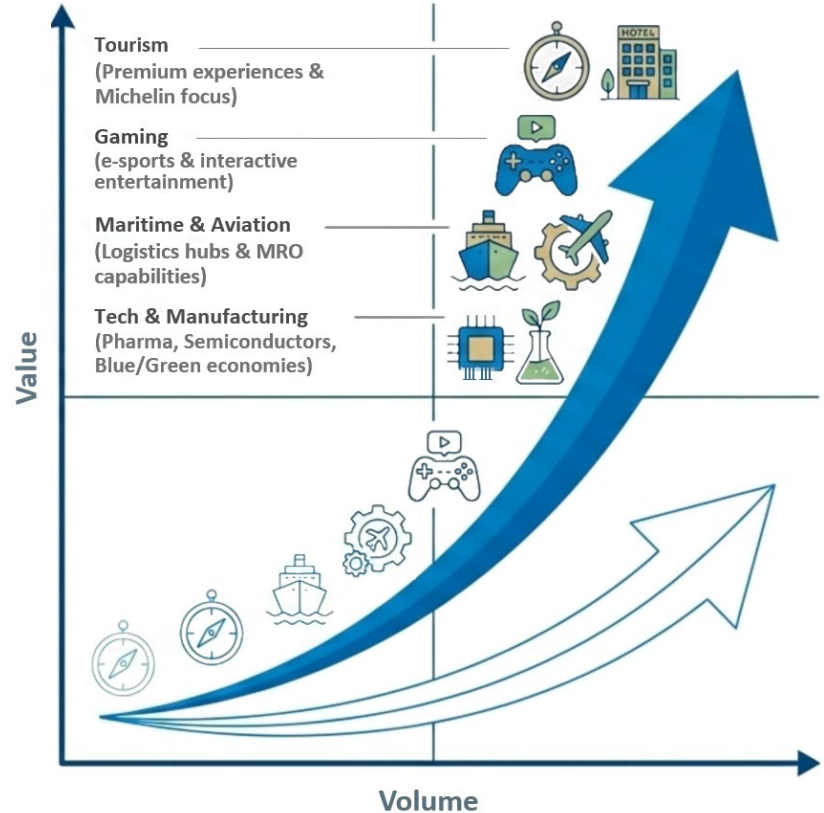 Tourism
(Premium experiences &
Michelin focus)
HOTEL
Gaming
(e-sports & interactive
entertainment)
Maritime & Aviation
(Logistics hubs & MRO
capabilities)
Tech & Manufacturing
(Pharma, Semiconductors,
Blue/Green economies)
Value
Volume